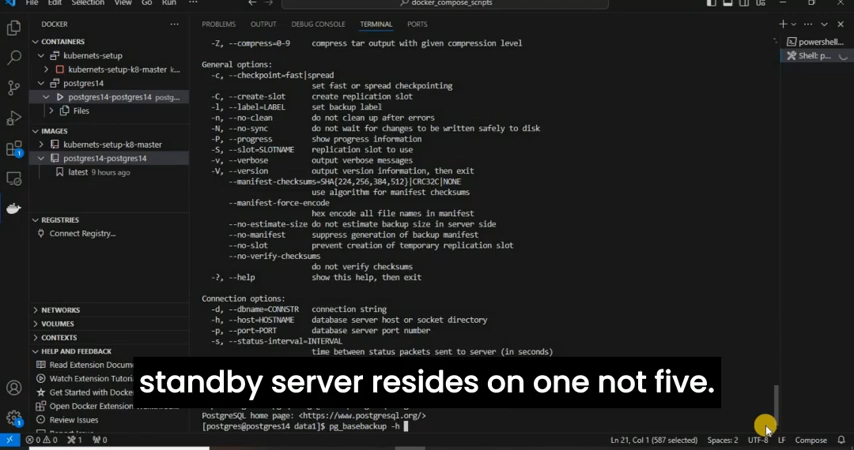 File
Edit
Selection
View
Go
Run
docker_compose_scripts
PROBLEMS
OUTPUT
DEBUG CONSOLE
TERMINAL
PORTS
CONTAINERS
kubernets-setup
kubernets-setup-k8-master k...
postgres14
postgres14-postgres14 postg...
Files
IMAGES
kubernets-setup-k8-master
postgres14-postgres14
latest 9 hours ago
REGISTRIES
Connect Registry...
NETWORKS
VOLUMES
CONTEXTS
HELP AND FEEDBACK
Read Extension Docume
Watch Extension Tutoria
Get Started with Docke
Open Docker Extension
Review Issues
-Z, --compress=0-9 compress tar output with given compression level
General options:
-c, --checkpoint=fast|spread
set fast or spread checkpointing
-C, --create-slot create replication slot
-l, --label=LABEL set backup label
-n, --no-clean do not clean up after errors
-N, --no-sync do not wait for changes to be written safely to disk
-P, --progress show progress information
-S, --slot=SLOTNAME replication slot to use
-v, --verbose output verbose messages
-V, --version output version information, then exit
--manifest-checksums=SHA{224,256,384,512}|CRC32C|NONE
use algorithm for manifest checksums
--manifest-force-encode
hex encode all file names in manifest
--no-estimate-size do not estimate backup size in server side
--no-manifest suppress generation of backup manifest
--no-slot prevent creation of temporary replication slot
--no-verify-checksums
do not verify checksums
-?, --help show this help, then exit
Connection options:
-d, --dbname=CONNSTR connection string
-h, --host=HOSTNAME database server host or socket directory
-p, --port=PORT database server port number
-s, --status-interval=INTERVAL
time between status packets sent to server (in seconds)
standby server resides on one not five.
PostgreSQL home page: <https://www.postgresql.org/>
[postgres@postgres14 data1]$ pg_basebackup -h
powershell...
Shell: p...
0 0 1 0
Ln 21, Col 1 (587 selected)
Spaces: 2
UTF-8
LF
Compose